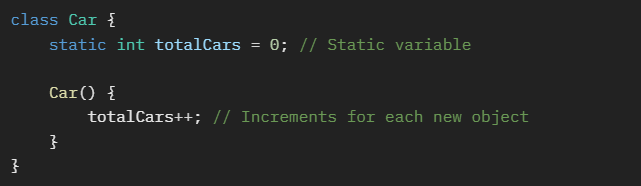 class Car {
    static int totalCars = 0; // Static variable

    Car() {
        totalCars++; // Increments for each new object
    }
}